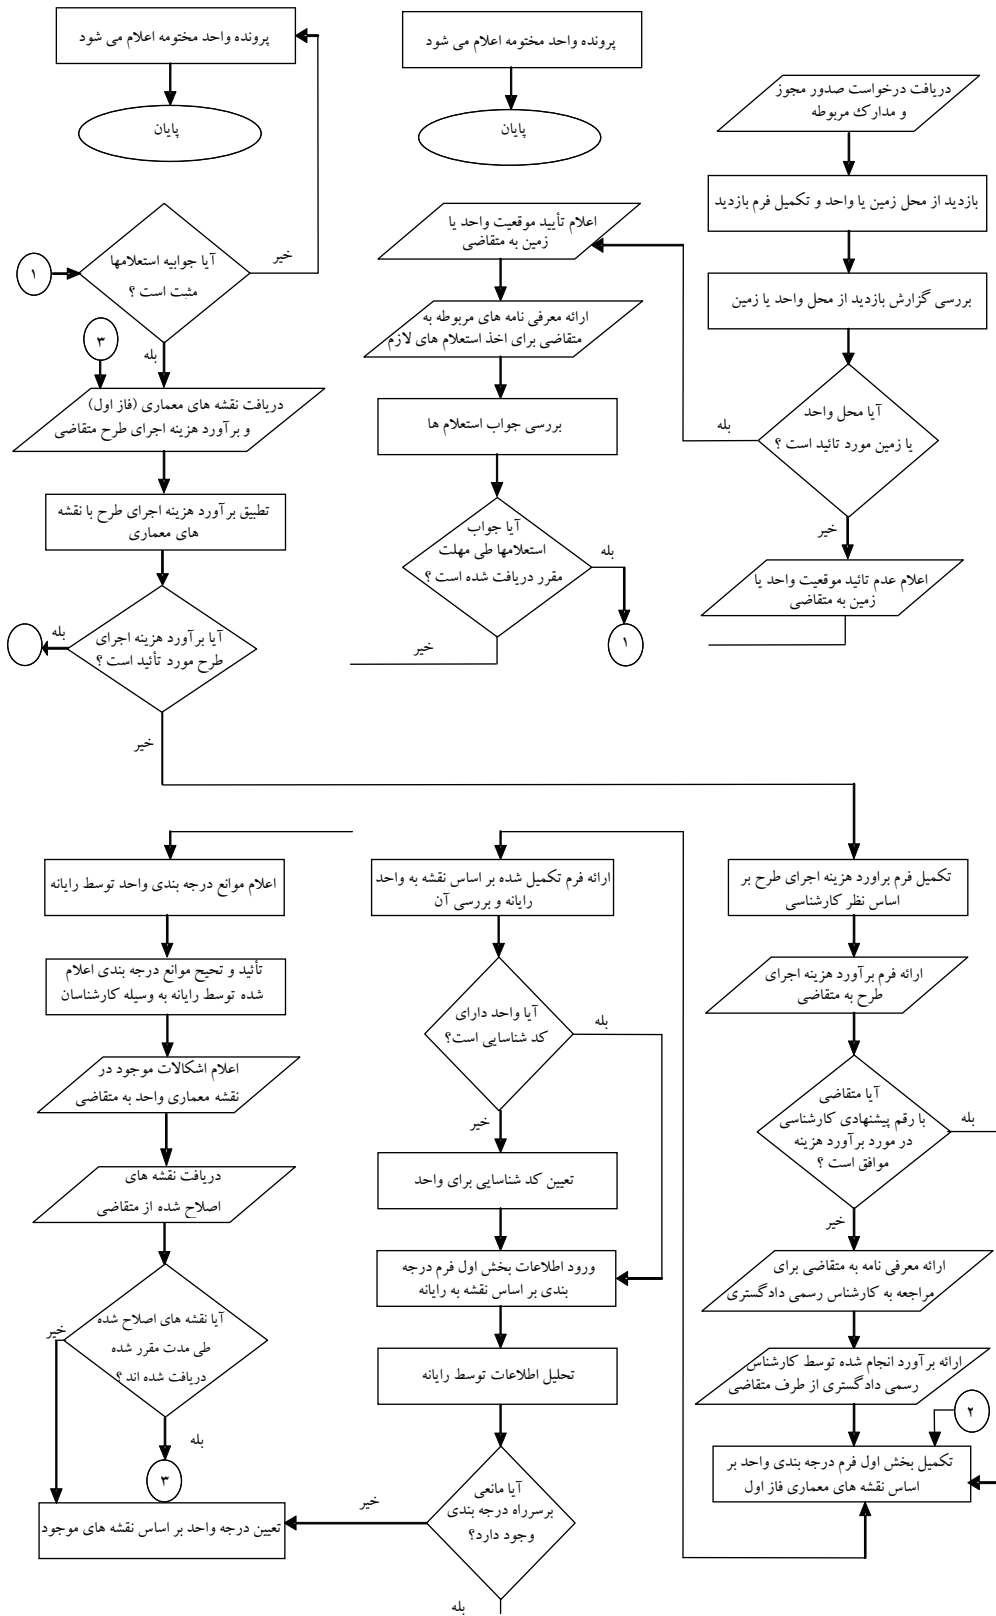 دریافت درخواست صدور مجوز
و مدارک مربوطه
بازدید از محل زمین یا واحد و تکمیل فرم بازدید
بررسی گزارش بازدید از محل واحد یا زمین
آیا محل واحد
یا زمین مورد تائید است ؟
بله
خیر
اعلام عدم تائید موقعیت واحد یا
زمین به متقاضی
پرونده واحد مختومه اعلام می شود
پایان
اعلام تأیید موقعیت واحد یا
زمین به متقاضی
ارائه معرفی نامه های مربوطه به
متقاضی برای اخذ استعلام های لازم
بررسی جواب استعلام ها
آیا جواب
استعلامها طی مهلت
مقرر دریافت شده است ؟
بله
۱
خیر
پرونده واحد مختومه اعلام می شود
پایان
آیا جوابیه استعلامها
مثبت است ؟
خیر
۱
بله
۳
دریافت نقشه های معماری (فاز اول)
و برآورد هزینه اجرای طرح متقاضی
تطبیق برآورد هزینه اجرای طرح با نقشه
های معماری
آیا برآورد هزینه اجرای
طرح مورد تأئید است ؟
بله
خیر
تکمیل فرم براورد هزینه اجرای طرح بر
اساس نظر کارشناسی
ارائه فرم برآورد هزینه اجرای
طرح به متقاضی
آیا متقاضی
با رقم پیشنهادی کارشناسی
در مورد برآورد هزینه
موافق است ؟
بله
خیر
ارائه معرفی نامه به متقاضی برای
مراجعه به کارشناس رسمی دادگستری
ارائه برآورد انجام شده توسط کارشناس
رسمی دادگستری از طرف متقاضی
۲
تکمیل بخش اول فرم درجه بندی واحد بر
اساس نقشه های معماری فاز اول
ارائه فرم تکمیل شده بر اساس نقشه به واحد
رایانه و بررسی آن
آیا واحد دارای
کد شناسایی است؟
بله
خیر
تعیین کد شناسایی برای واحد
ورود اطلاعات بخش اول فرم درجه
بندی بر اساس نقشه به رایانه
تحلیل اطلاعات توسط رایانه
آیا مانعی
برسرراه درجه بندی
وجود دارد؟
خیر
بله
اعلام موانع درجه بندی واحد توسط رایانه
تأئید و تحیح موانع درجه بندی اعلام
شده توسط رایانه به وسیله کارشناسان
اعلام اشکالات موجود در
نقشه معماری واحد به متقاضی
دریافت نقشه های
اصلاح شده از متقاضی
آیا نقشه های اصلاح شده
طی مدت مقرر شده
دریافت شده اند ؟
خیر
بله
۳
تعیین درجه واحد بر اساس نقشه های موجود